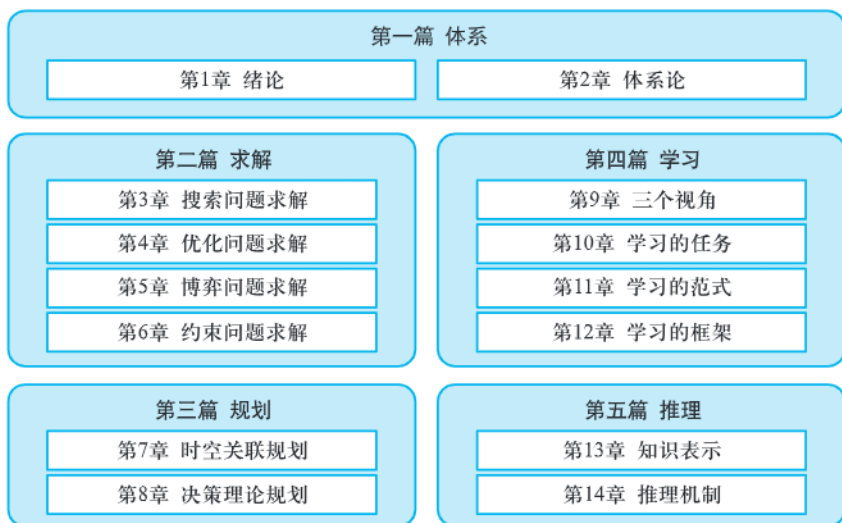 第一篇 体系
第1章 绪论
第2章 体系论
第二篇 求解
第3章 搜索问题求解
第4章 优化问题求解
第5章 博弈问题求解
第6章 约束问题求解
第四篇 学习
第9章 三个视角
第10章 学习的任务
第11章 学习的范式
第12章 学习的框架
第三篇 规划
第7章 时空关联规划
第8章 决策理论规划
第五篇 推理
第13章 知识表示
第14章 推理机制